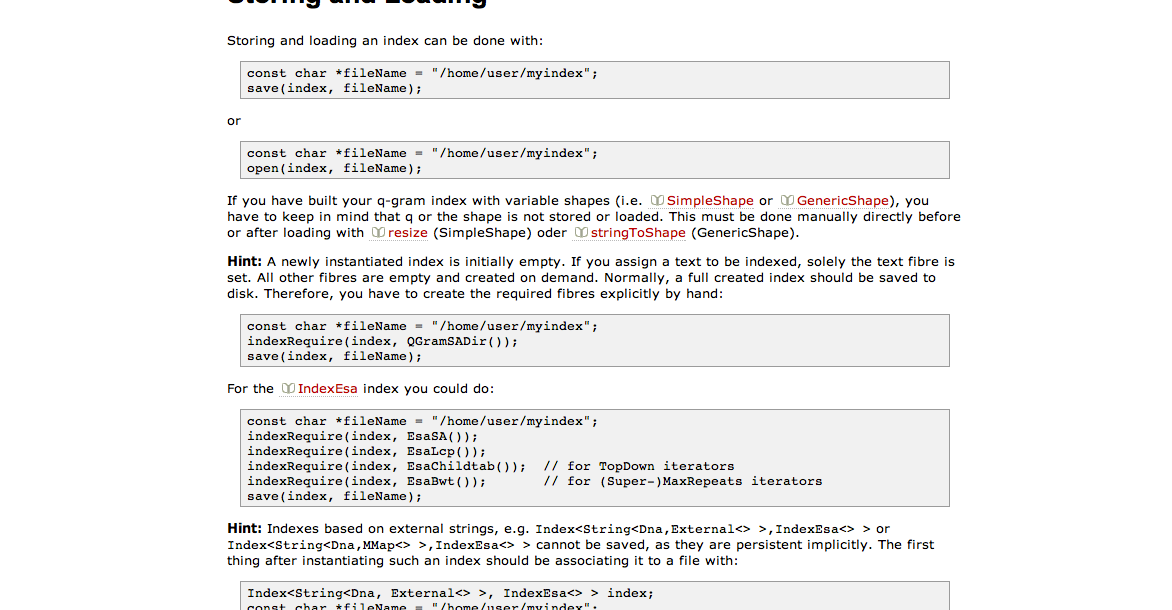 Storing and Loading
Storing and loading an index can be done with:
const char *fileName = "/home/user/myindex";
save(index, fileName);
or
const char *fileName = "/home/user/myindex";
open(index, fileName);
If you have built your q-gram index with variable shapes (i.e. SimpleShape or GenericShape), you
have to keep in mind that q or the shape is not stored or loaded. This must be done manually directly before
or after loading with resize (SimpleShape) oder stringToShape (GenericShape).
Hint: A newly instantiated index is initially empty. If you assign a text to be indexed, solely the text fibre is
set. All other fibres are empty and created on demand. Normally, a full created index should be saved to
disk. Therefore, you have to create the required fibres explicitly by hand:
const char *fileName = "/home/user/myindex";
indexRequire(index, QGramSADir());
save(index, fileName);
For the IndexEsa index you could do:
const char *fileName = "/home/user/myindex";
indexRequire(index, EsaSA());
indexRequire(index, EsaLcp());
indexRequire(index, EsaChildtab());  // for TopDown iterators
indexRequire(index, EsaBwt());       // for (Super-)MaxRepeats iterators
save(index, fileName);
Hint: Indexes based on external strings, e.g. Index<String<Dna,External<> >,IndexEsa<> > or
Index<String<Dna,MMap<> >,IndexEsa<> > cannot be saved, as they are persistent implicitly. The first
thing after instantiating such an index should be associating it to a file with:
Index<String<Dna, External<> >, IndexEsa<> > index;
const char *fileName = "/home/user/myindex";